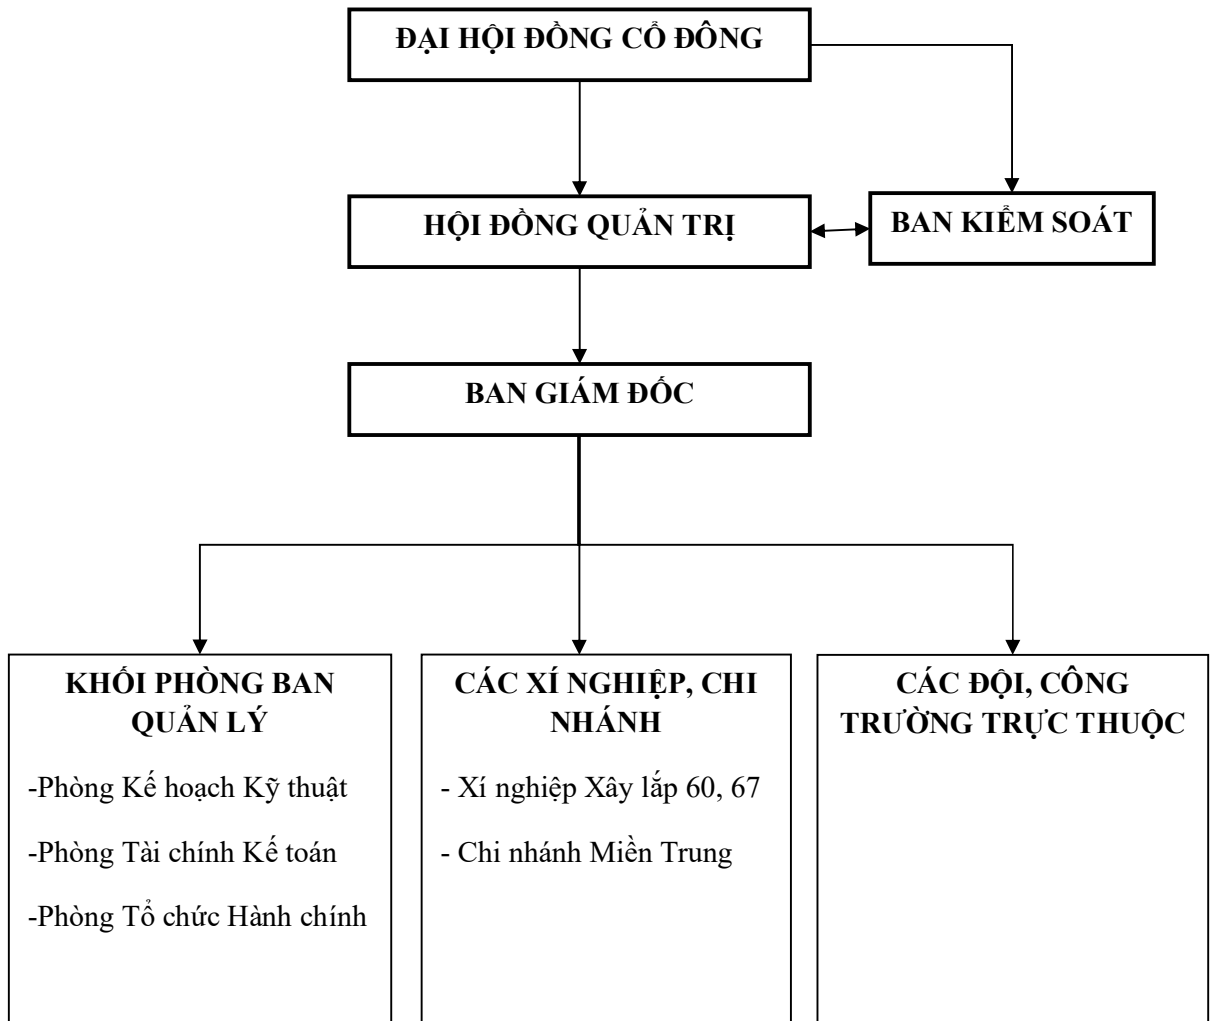 ĐẠI HỘI ĐỒNG CỔ ĐÔNG
HỘI ĐỒNG QUẢN TRỊ
BAN KIỂM SOÁT
BAN GIÁM ĐỐC
KHỐI PHÒNG BAN
QUẢN LÝ
-Phòng Kế hoạch Kỹ thuật
-Phòng Tài chính Kế toán
-Phòng Tổ chức Hành chính
CÁC XÍ NGHIỆP, CHI
NHÁNH
- Xí nghiệp Xây lắp 60, 67
- Chi nhánh Miền Trung
CÁC ĐỘI, CÔNG
TRƯỜNG TRỰC THUỘC